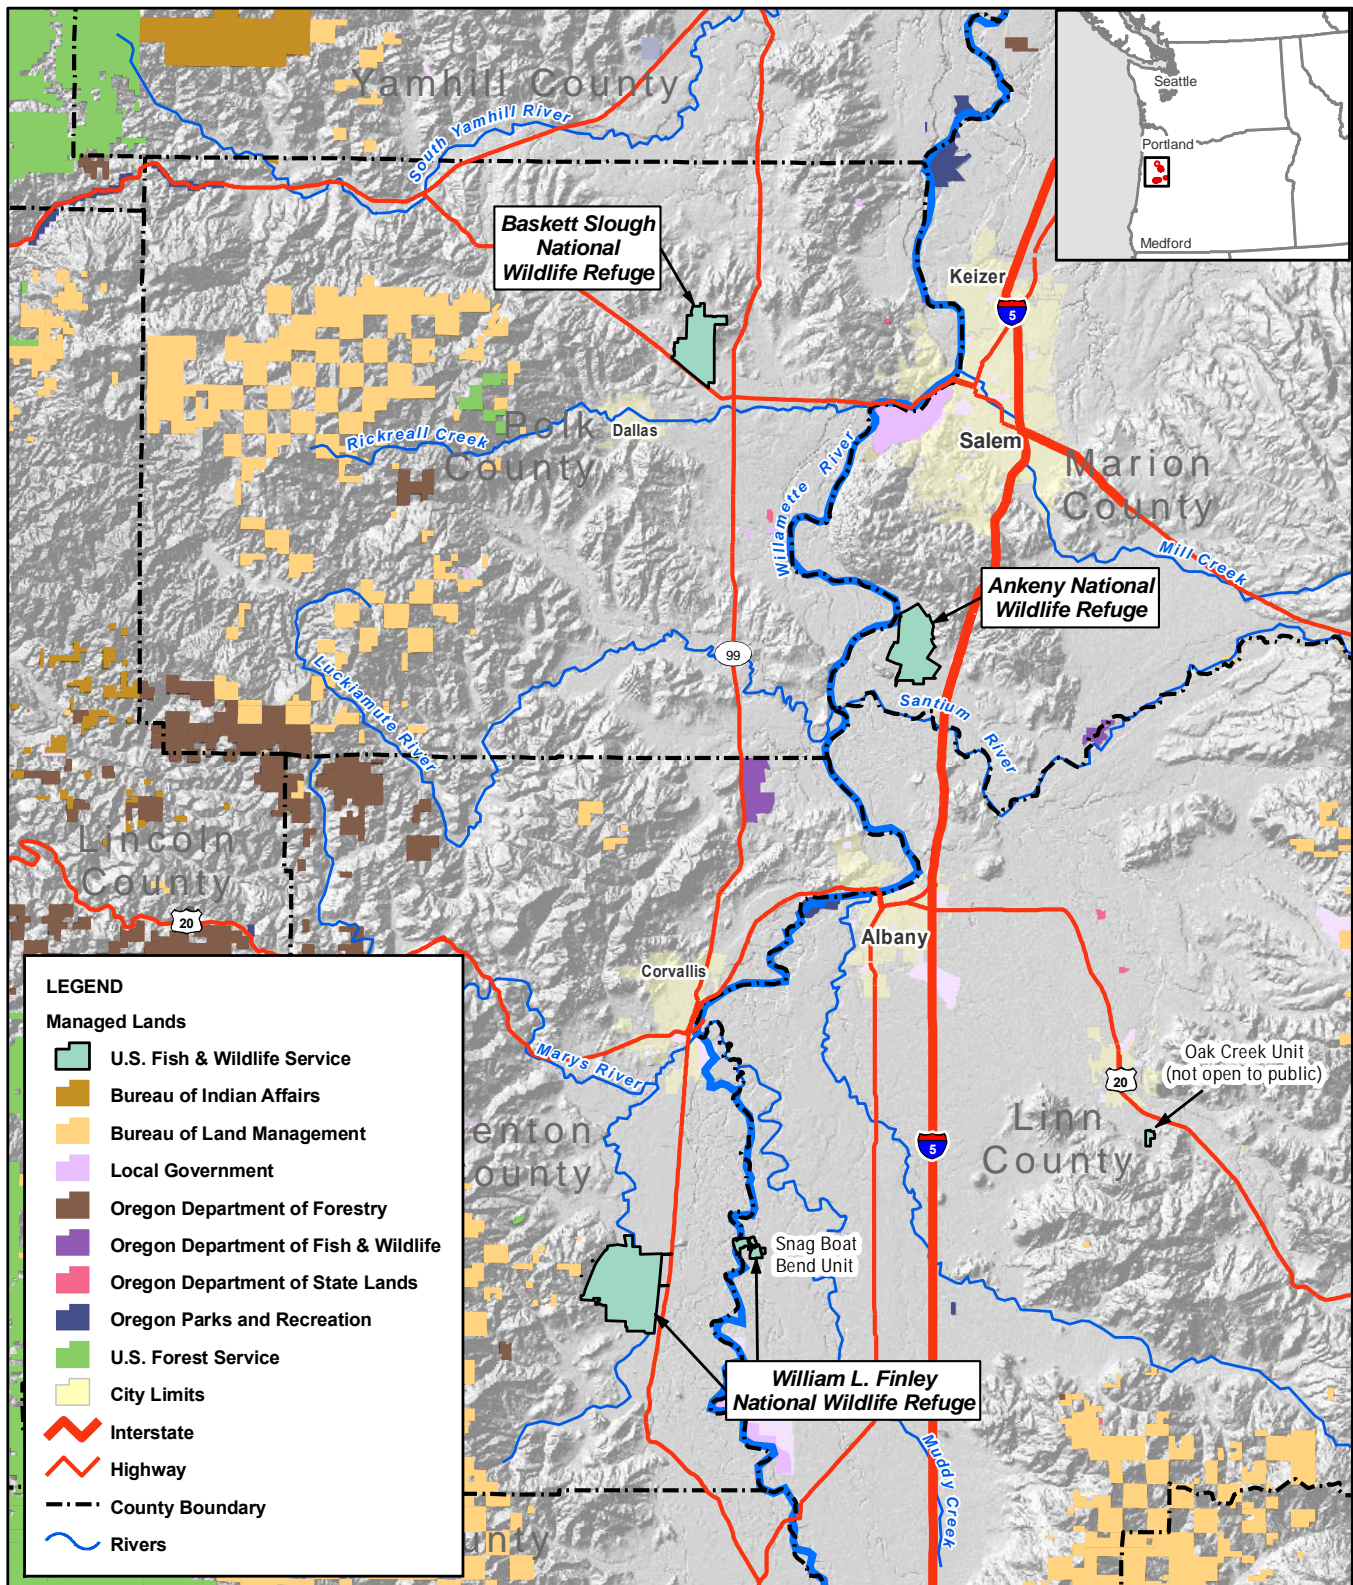 Yamhill County
South Yamhill River
Seattle
Portland
Medford
Baskett Slough
National
Wildlife Refuge
Keizer
5
Polk
County
Dallas
Rickreall Creek
Salem
Marion
County
Willamette River
Mill Creek
Ankeny National
Wildlife Refuge
99
Luckiamute River
Santium
River
Lincoln
County
20
Albany
Corvallis
Marys River
20
Oak Creek Unit
(not open to public)
Linn
County
5
enton
ounty
Snag Boat
Bend Unit
William L. Finley
National Wildlife Refuge
Muddy Creek
unty
LEGEND
Managed Lands
U.S. Fish & Wildlife Service
Bureau of Indian Affairs
Bureau of Land Management
Local Government
Oregon Department of Forestry
Oregon Department of Fish & Wildlife
Oregon Department of State Lands
Oregon Parks and Recreation
U.S. Forest Service
City Limits
Interstate
Highway
County Boundary
Rivers